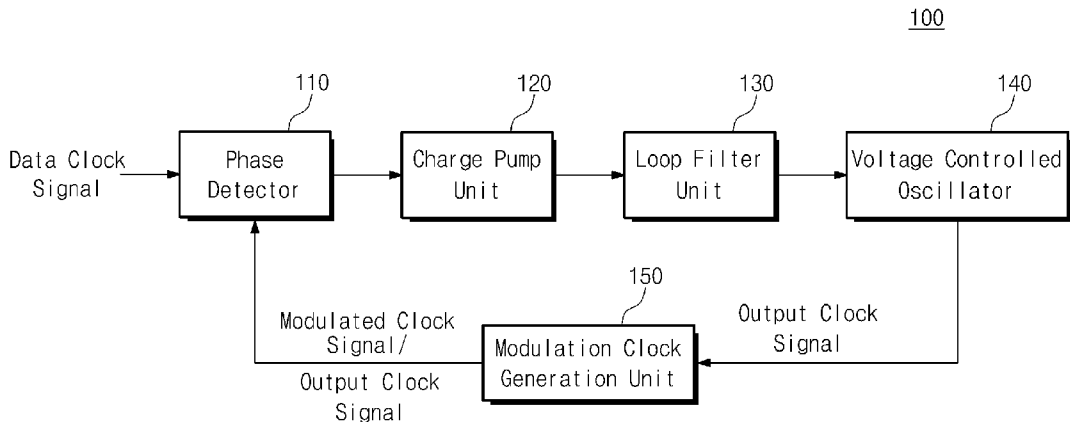 100
110
120
130
140
Data Clock
Signal
Phase
Detector
Charge Pump
Unit
Loop Filter
Unit
Voltage Controlled
Oscillator
150
Modulated Clock
Signal/
Output Clock
Signal
Modulation Clock
Generation Unit
Output Clock
Signal